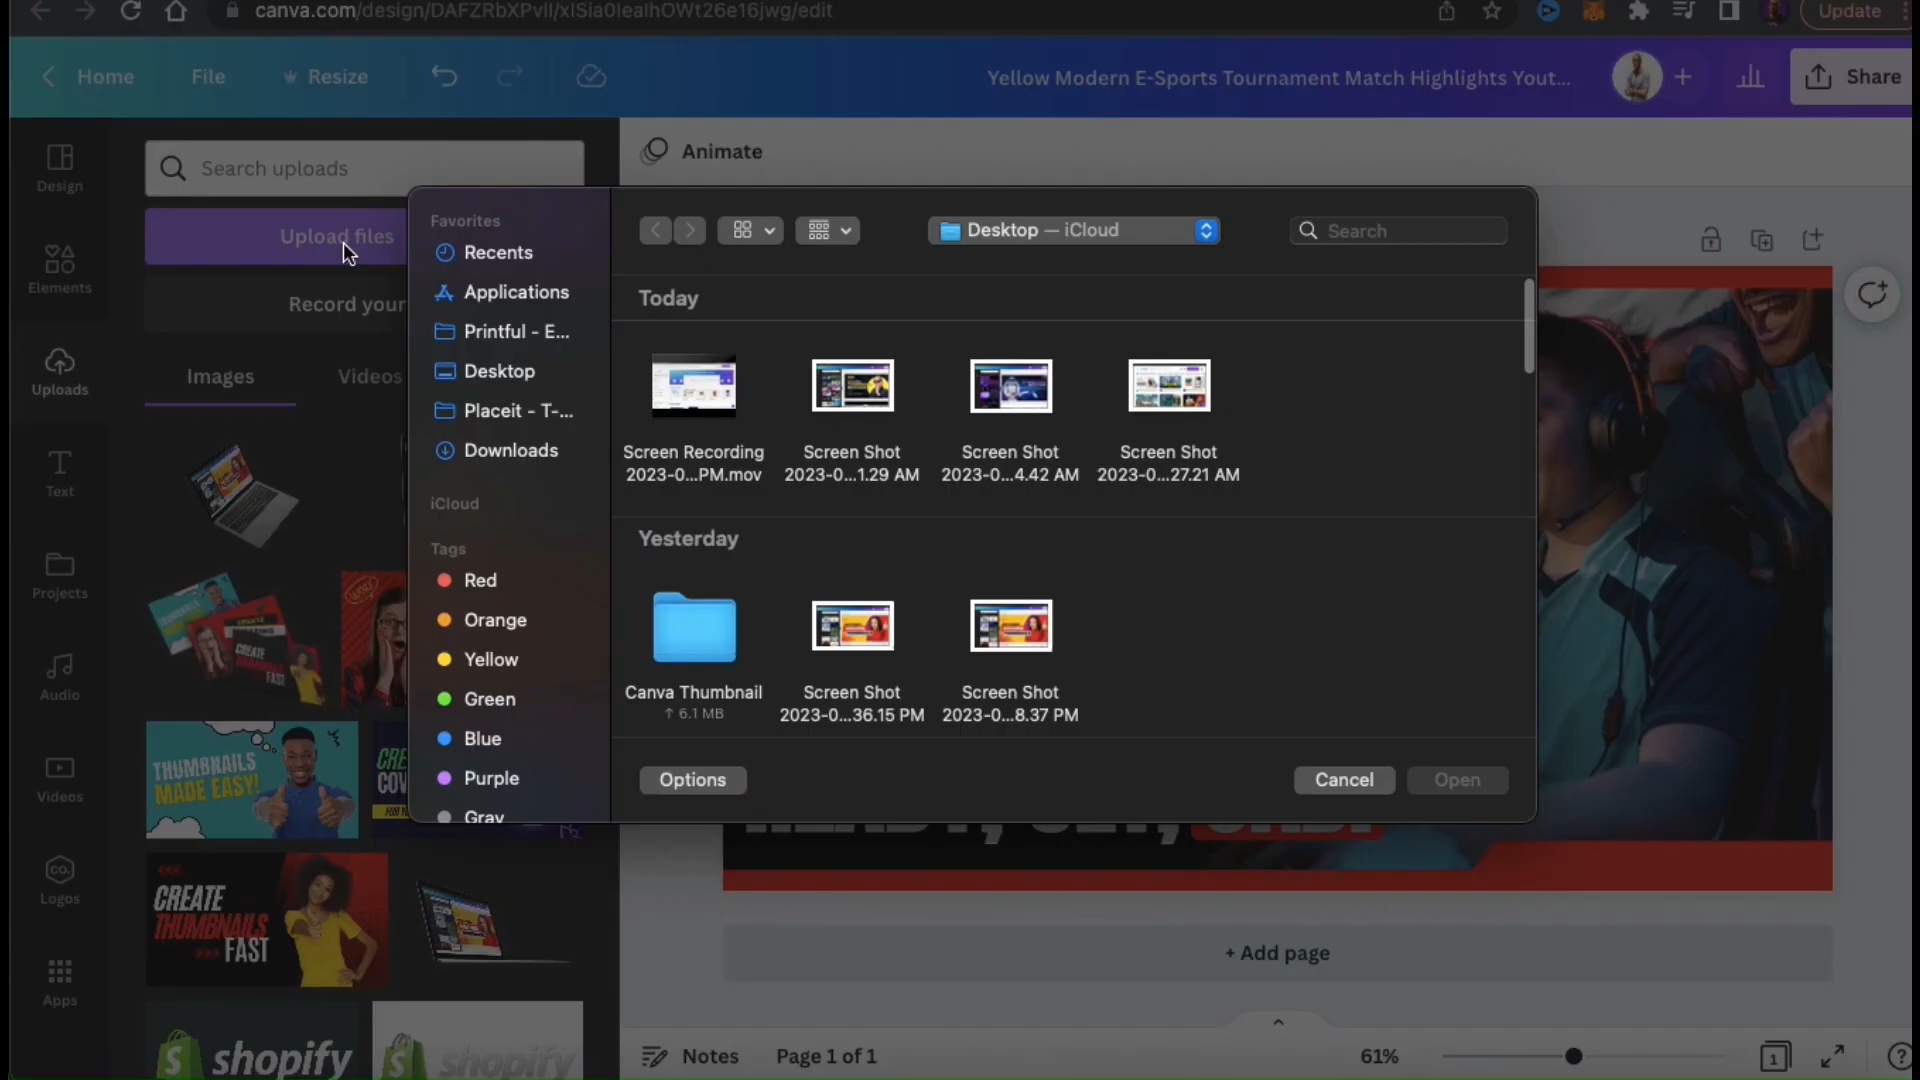 canva.com/design/DAFZRbXPvII/xISia0IeaIhOWt26e16jwg/edit
Update
Home
File
Resize
Yellow Modern E-Sports Tournament Match Highlights Yout...
Share
Design
Elements
Uploads
Text
Projects
Audio
Videos
Logos
Apps
Search uploads
Upload files
Record your
Images
Videos
THUMBNAILS
MADE EASY!
CREATE
THUMBNAILS
FAST
shopify
shopify
Animate
Favorites
Recents
Applications
Printful - E...
Desktop
Placeit - T-...
Downloads
iCloud
Tags
Red
Orange
Yellow
Green
Blue
Purple
Gray
Desktop — iCloud
Search
Today
Screen Recording
2023-0...PM.mov
Screen Shot
2023-0...1.29 AM
Screen Shot
2023-0...4.42 AM
Screen Shot
2023-0...27.21 AM
Yesterday
Canva Thumbnail
↑ 6.1 MB
Screen Shot
2023-0...36.15 PM
Screen Shot
2023-0...8.37 PM
Options
Cancel
Open
+ Add page
Notes
Page 1 of 1
61%
1